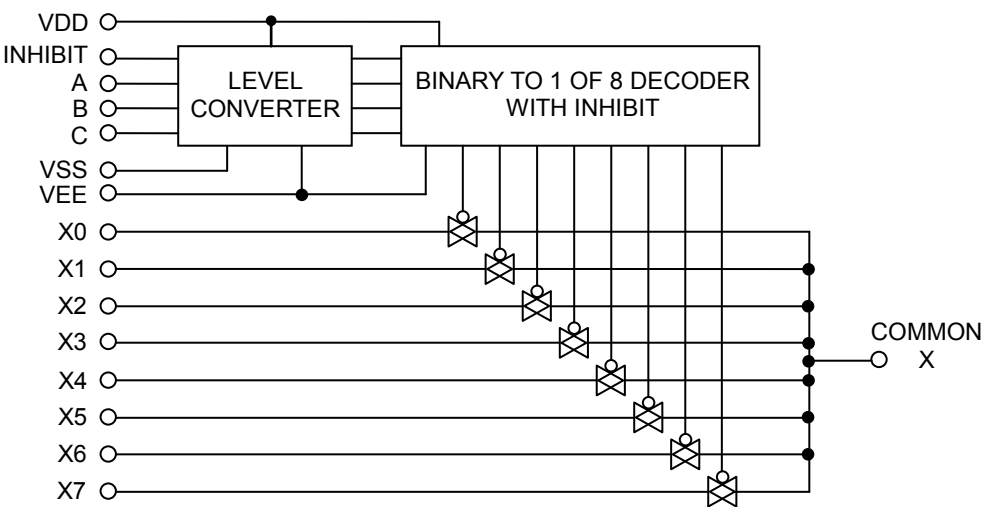 VDD
INHIBIT
A
B
C
LEVEL
CONVERTER
BINARY TO 1 OF 8 DECODER
WITH INHIBIT
VSS
VEE
X0
X1
X2
X3
X4
X5
X6
X7
COMMON
X